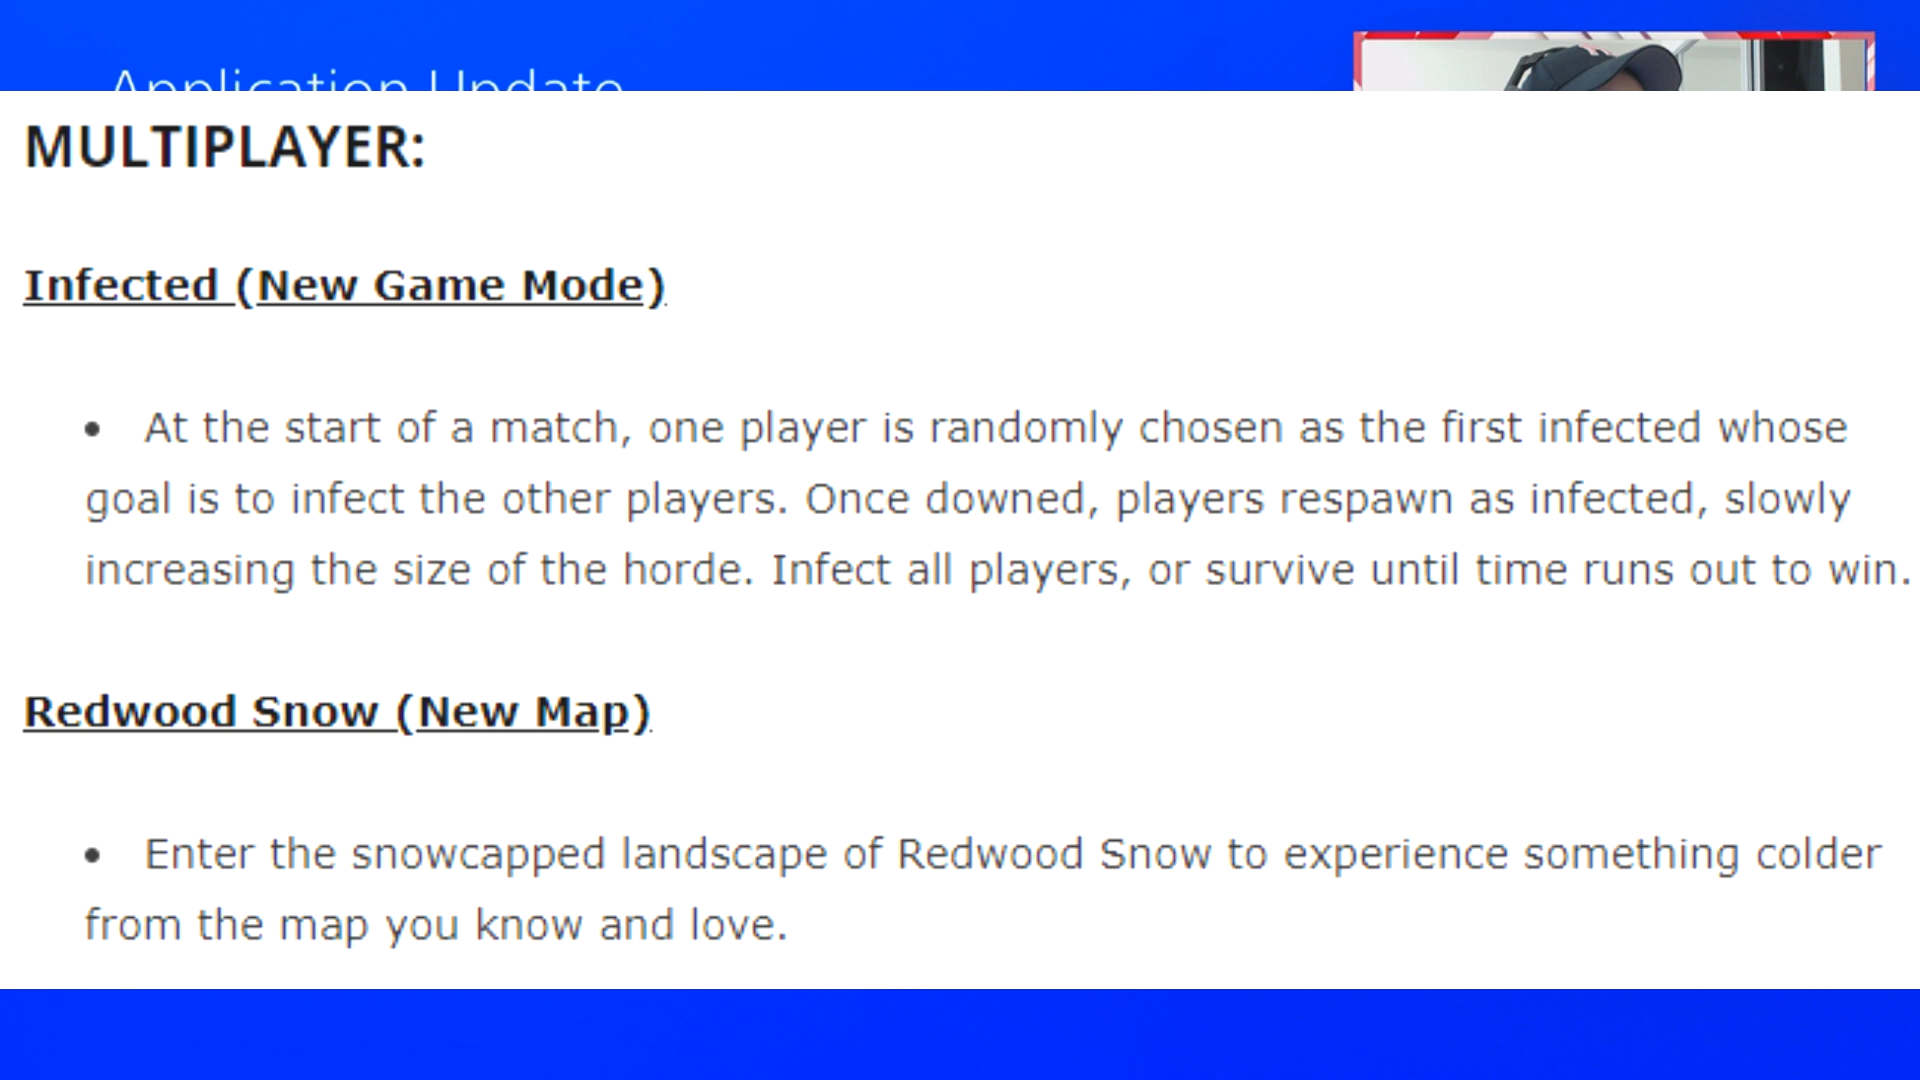 Application Update
MULTIPLAYER:
Infected (New Game Mode)
• At the start of a match, one player is randomly chosen as the first infected whose
goal is to infect the other players. Once downed, players respawn as infected, slowly
increasing the size of the horde. Infect all players, or survive until time runs out to win.
Redwood Snow (New Map)
• Enter the snowcapped landscape of Redwood Snow to experience something colder
from the map you know and love.